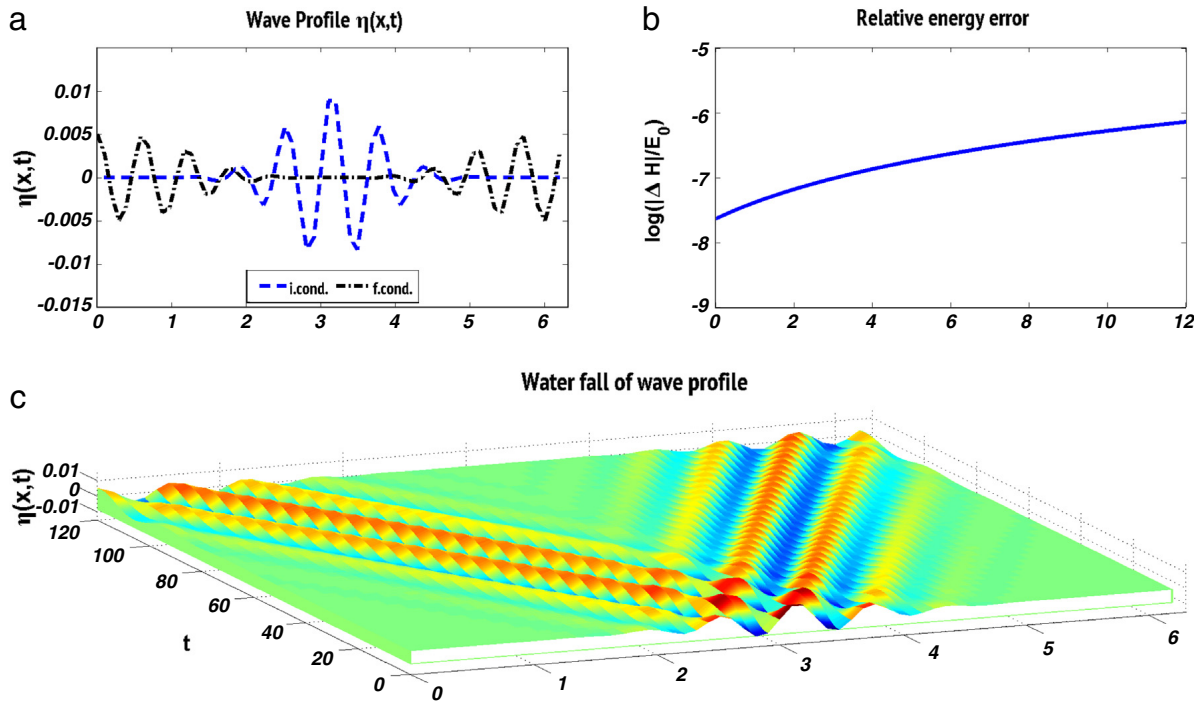 a
Wave Profile η(x,t)
η(x,t)
0.01
0.005
0
-0.005
-0.01
-0.015
i.cond.
f.cond.
0 1 2 3 4 5 6
b
Relative energy error
log(|Δ H|/E_0)
-5
-6
-7
-8
-9
0 2 4 6 8 10 12
c
Water fall of wave profile
η(x,t)
0.01
0
-0.01
120
100
80
60
40
20
0
t
0 1 2 3 4 5 6